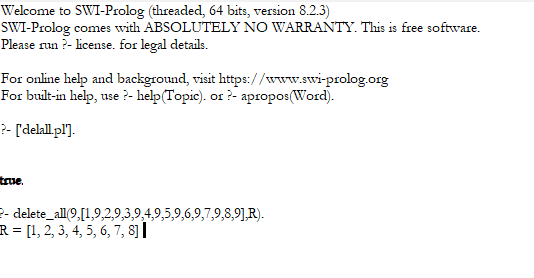 Welcome to SWI-Prolog (threaded, 64 bits, version 8.2.3)
SWI-Prolog comes with ABSOLUTELY NO WARRANTY. This is free software.
Please run ?- license. for legal details.
For online help and background, visit https://www.swi-prolog.org
For built-in help, use ?- help(Topic). or ?- apropos(Word).
?- ['delall.pl'].
true.
?- delete_all(9,[1,9,2,9,3,9,4,9,5,9,6,9,7,9,8,9],R).
R = [1, 2, 3, 4, 5, 6, 7, 8]